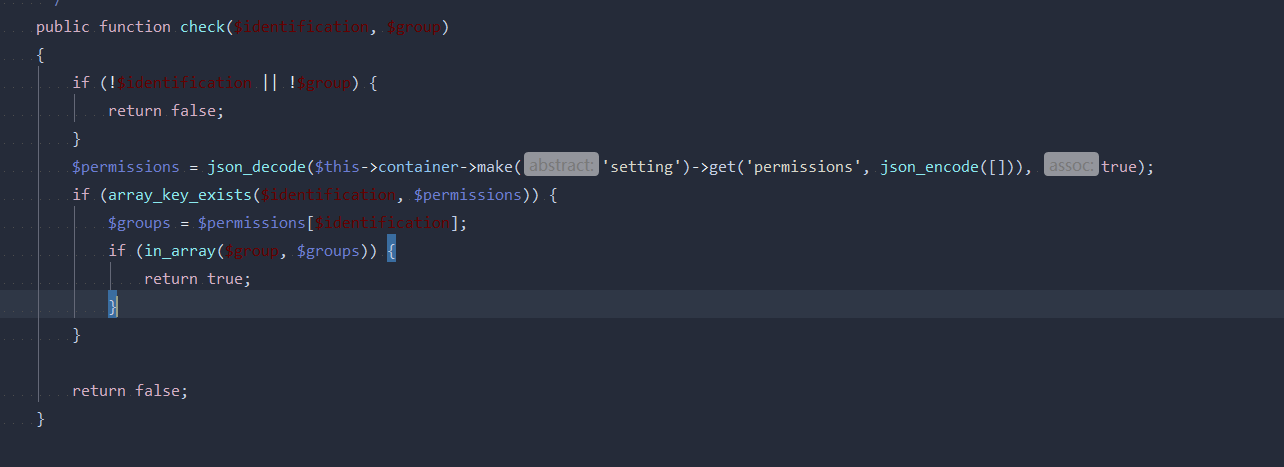 public function check($identification, $group)
{
if (!$identification || !$group) {
return false;
}
$permissions = json_decode($this->container->make( abstract: 'setting')->get('permissions', json_encode([])), assoc: true);
if (array_key_exists($identification, $permissions)) {
$groups = $permissions[$identification];
if (in_array($group, $groups)) {
return true;
}
}
return false;
}